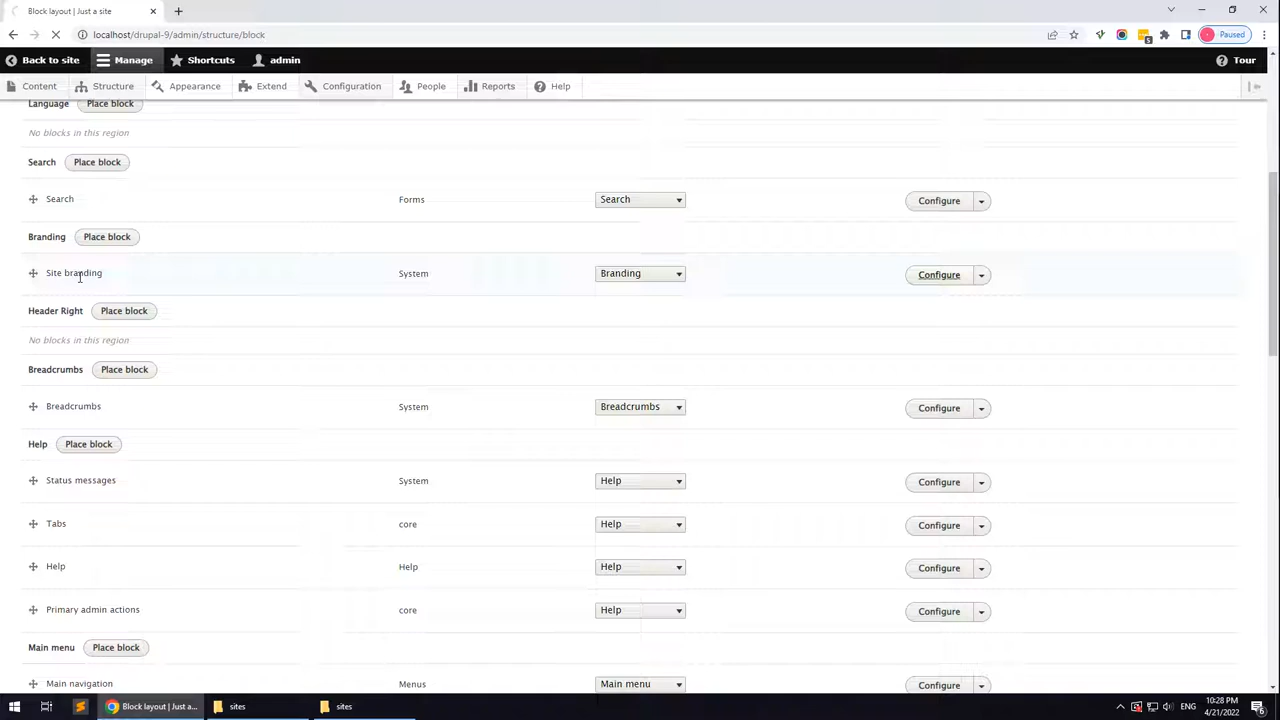 Block layout | Just a site
localhost/drupal-9/admin/structure/block
5
Paused
Back to site Manage Shortcuts admin Tour
Content Structure Appearance Extend Configuration People Reports Help
Language Place block
No blocks in this region
Search Place block
Search Forms Search Configure
Branding Place block
Site branding System Branding Configure
Header Right Place block
No blocks in this region
Breadcrumbs Place block
Breadcrumbs System Breadcrumbs Configure
Help Place block
Status messages System Help Configure
Tabs core Help Configure
Help Help Help Configure
Primary admin actions core Help Configure
Main menu Place block
Main navigation Menus Main menu Configure
Block layout | Just a... sites sites ENG 10:28 PM
4/21/2022 6